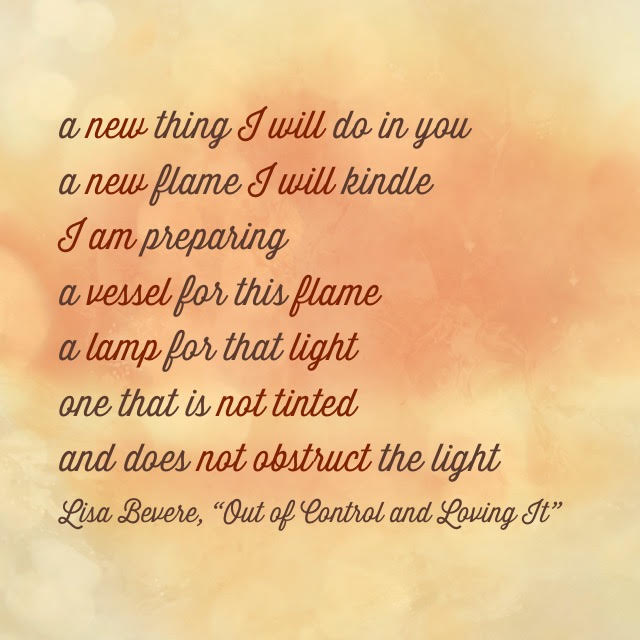 a new thing I will do in you
a new flame I will kindle
I am preparing
a vessel for this flame
a lamp for that light
one that is not tinted
and does not obstruct the light
Lisa Bevere, “Out of Control and Loving It”